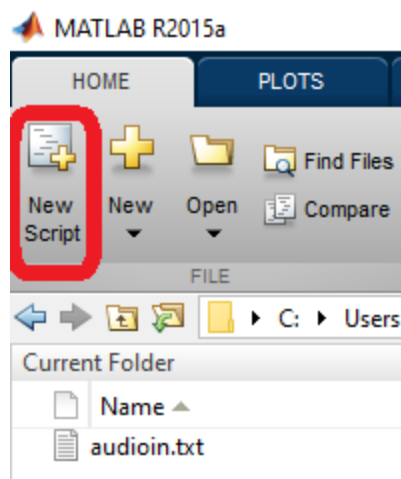 MATLAB R2015a
HOME PLOTS
New Script New Open Find Files
Compare
FILE
C: Users
Current Folder
Name
audioin.txt